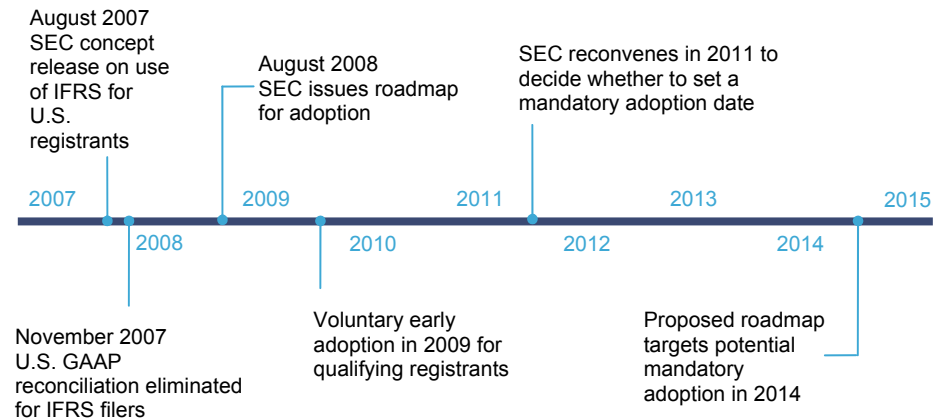 August 2007
SEC concept
release on use
of IFRS for
U.S.
registrants
August 2008
SEC issues roadmap
for adoption
SEC reconvenes in 2011 to
decide whether to set a
mandatory adoption date
2007
2009
2011
2013
2015
2008
2010
2012
2014
November 2007
U.S. GAAP
reconciliation eliminated
for IFRS filers
Voluntary early
adoption in 2009 for
qualifying registrants
Proposed roadmap
targets potential
mandatory
adoption in 2014